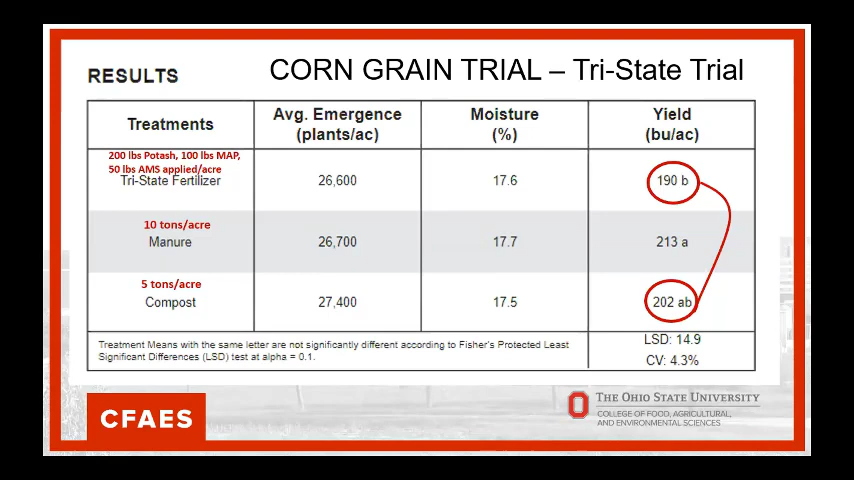 RESULTS
CORN GRAIN TRIAL – Tri-State Trial
Treatments
Avg. Emergence
(plants/ac)
Moisture
(%)
Yield
(bu/ac)
200 lbs Potash, 100 lbs MAP,
50 lbs AMS applied/acre
Tri-State Fertilizer
26,600
17.6
190 b
10 tons/acre
Manure
26,700
17.7
213 a
5 tons/acre
Compost
27,400
17.5
202 ab
Treatment Means with the same letter are not significantly different according to Fisher's Protected Least
Significant Differences (LSD) test at alpha = 0.1.
LSD: 14.9
CV: 4.3%
CFAES
THE OHIO STATE UNIVERSITY
COLLEGE OF FOOD, AGRICULTURAL,
AND ENVIRONMENTAL SCIENCES